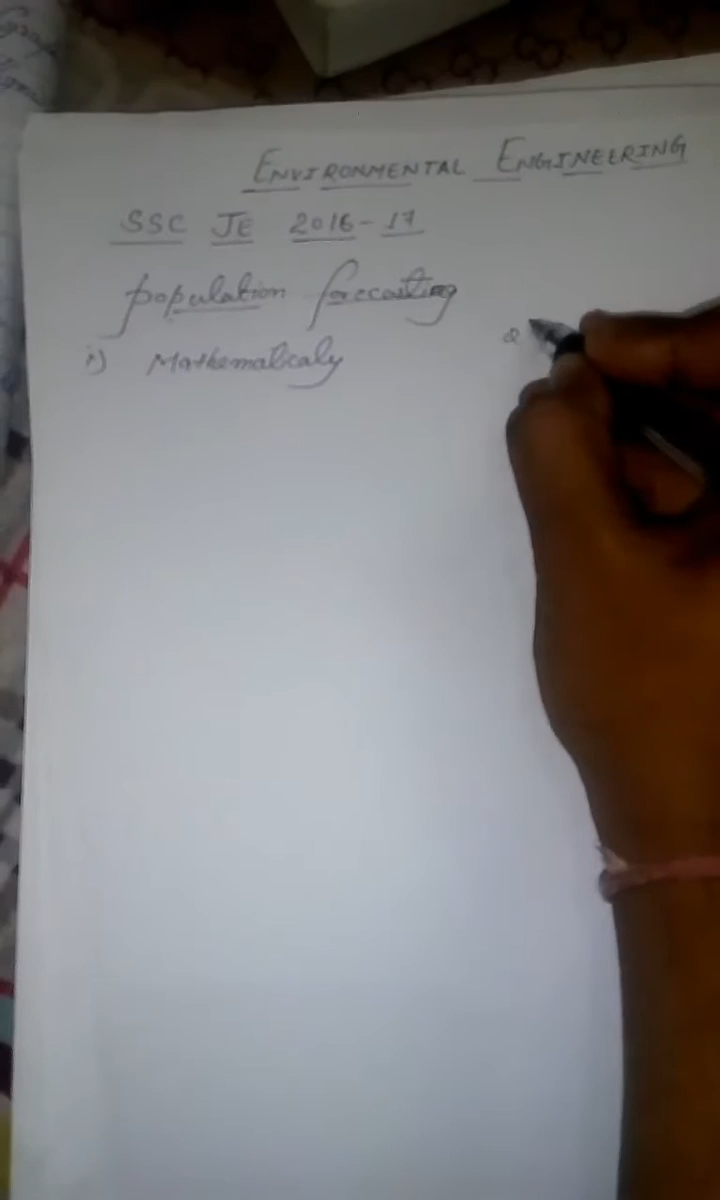 ENVIRONMENTAL ENGINEERING
SSC JE 2016-17
population forecasting
i) Mathematicaly